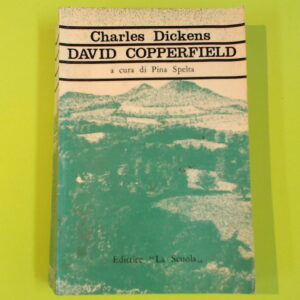 Charles Dickens
DAVID COPPERFIELD
a cura di Pina Spelta
Editrice "La Scuola„